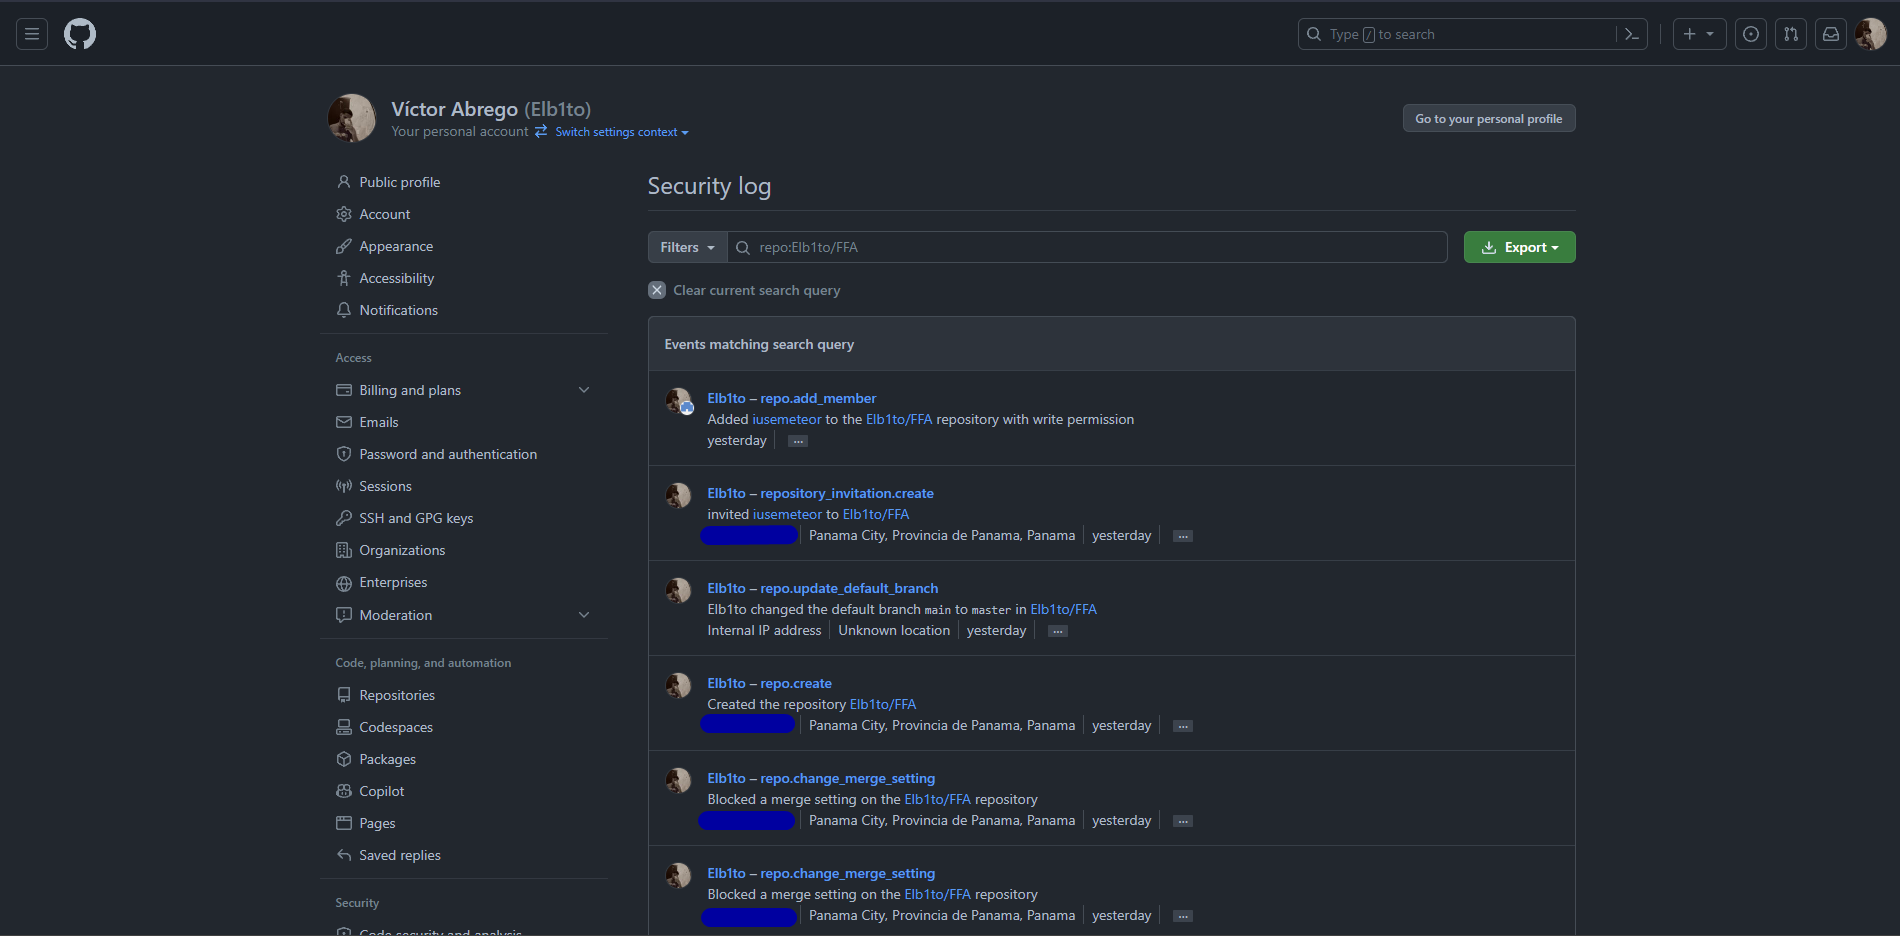 Type / to search
Víctor Abrego (Elb1to)
Your personal account Switch settings context
Go to your personal profile
Public profile
Account
Appearance
Accessibility
Notifications
Access
Billing and plans
Emails
Password and authentication
Sessions
SSH and GPG keys
Organizations
Enterprises
Moderation
Code, planning, and automation
Repositories
Codespaces
Packages
Copilot
Pages
Saved replies
Security
Code security and analysis
Security log
Filters repo:Elb1to/FFA Export
Clear current search query
Events matching search query
Elb1to – repo.add_member
Added iusemeteor to the Elb1to/FFA repository with write permission
yesterday ...
Elb1to – repository_invitation.create
invited iusemeteor to Elb1to/FFA
Panama City, Provincia de Panama, Panama yesterday ...
Elb1to – repo.update_default_branch
Elb1to changed the default branch main to master in Elb1to/FFA
Internal IP address Unknown location yesterday ...
Elb1to – repo.create
Created the repository Elb1to/FFA
Panama City, Provincia de Panama, Panama yesterday ...
Elb1to – repo.change_merge_setting
Blocked a merge setting on the Elb1to/FFA repository
Panama City, Provincia de Panama, Panama yesterday ...
Elb1to – repo.change_merge_setting
Blocked a merge setting on the Elb1to/FFA repository
Panama City, Provincia de Panama, Panama yesterday ...